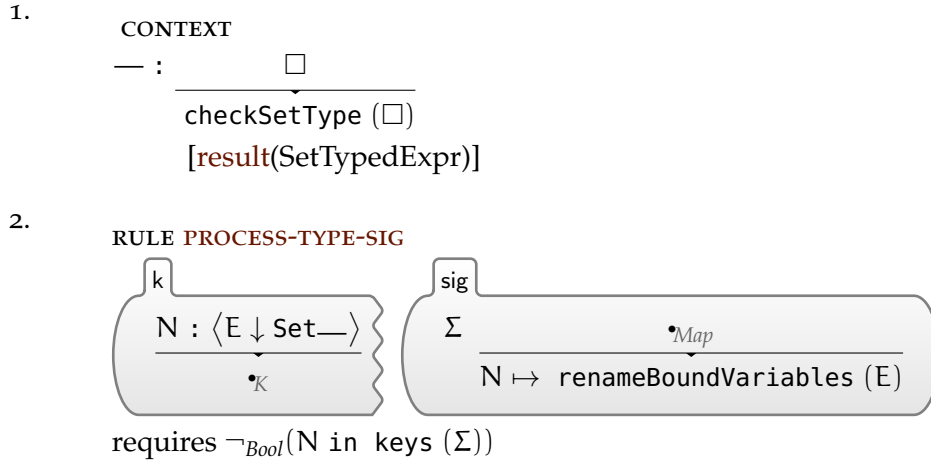 1.
CONTEXT
— : □
checkSetType (□)
[result(SetTypedExpr)]
2.
RULE PROCESS-TYPE-SIG
k sig
N : ⟨E ↓ Set—⟩ Σ •Map
•K N ↦ renameBoundVariables (E)
requires ¬Bool(N in keys (Σ))